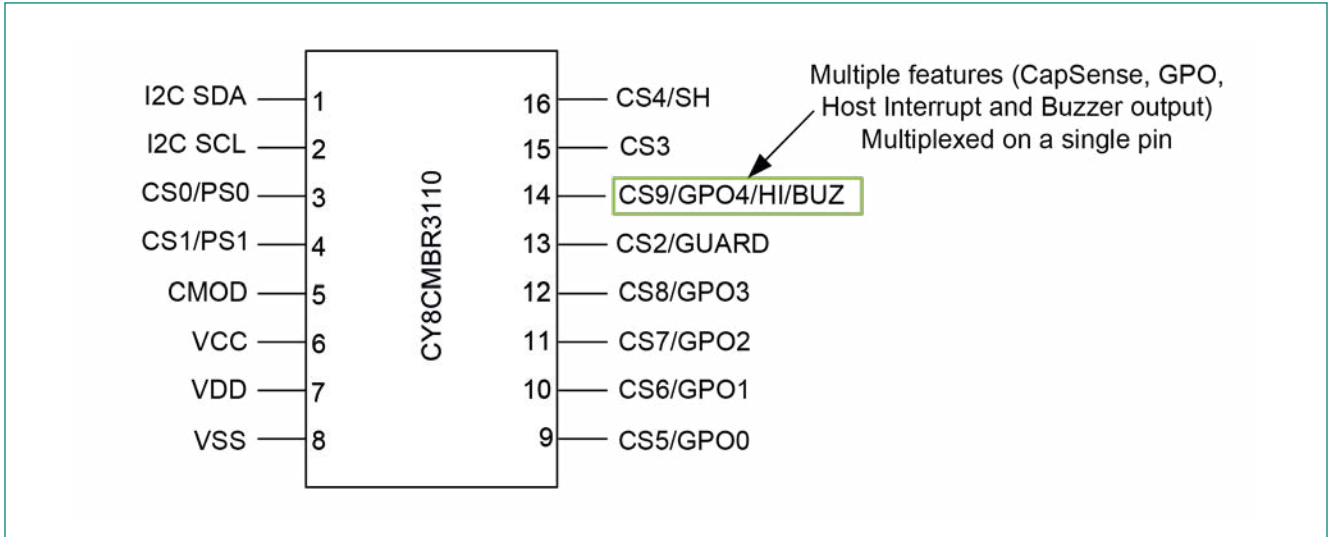 I2C SDA 1
I2C SCL 2
CS0/PS0 3
CS1/PS1 4
CMOD 5
VCC 6
VDD 7
VSS 8
CY8CMBR3110
16 CS4/SH
15 CS3
14 CS9/GPO4/HI/BUZ
13 CS2/GUARD
12 CS8/GPO3
11 CS7/GPO2
10 CS6/GPO1
9 CS5/GPO0
Multiple features (CapSense, GPO,
Host Interrupt and Buzzer output)
Multiplexed on a single pin